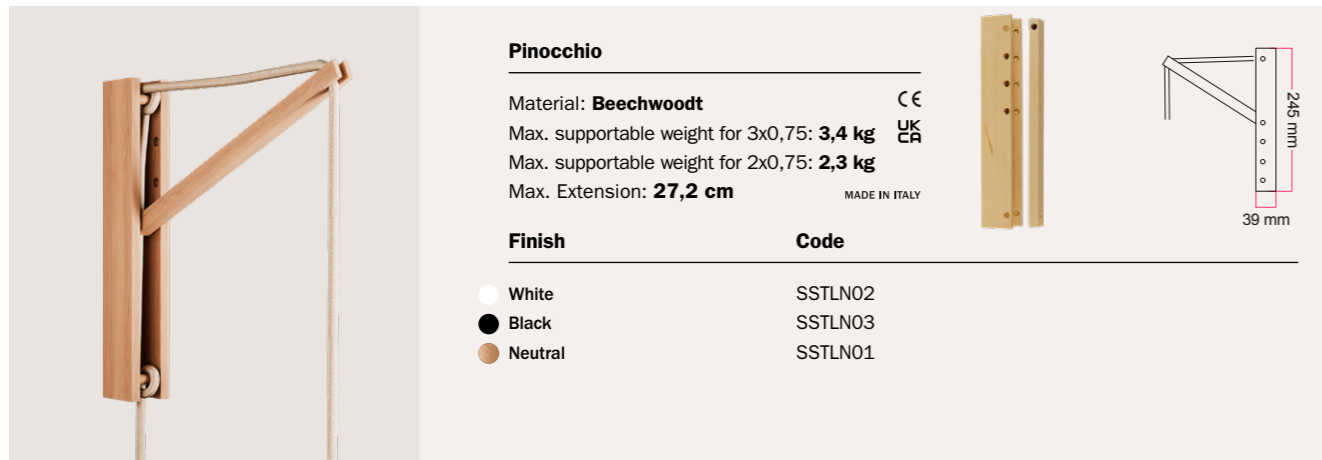 Pinocchio
Material: Beechwoodt
Max. supportable weight for 3x0,75: 3,4 kg
Max. supportable weight for 2x0,75: 2,3 kg
Max. Extension: 27,2 cm
CE
UK
CA
MADE IN ITALY
245 mm
39 mm
Finish Code
White SSTLN02
Black SSTLN03
Neutral SSTLN01